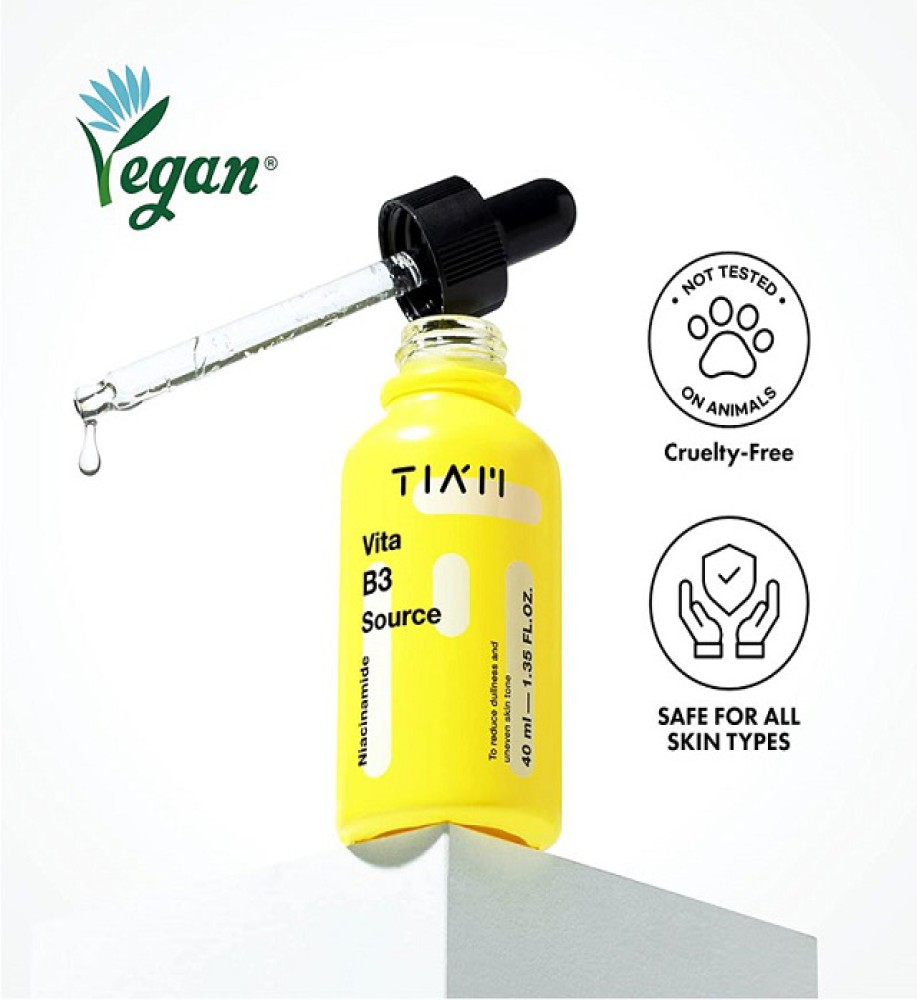 Vegan®
• NOT TESTED •
ON ANIMALS
Cruelty-Free
TIA'M
Vita
B3
Source
Niacinamide
To reduce dullness and
uneven skin tone
40 ml — 1.35 FL.OZ.
SAFE FOR ALL
SKIN TYPES